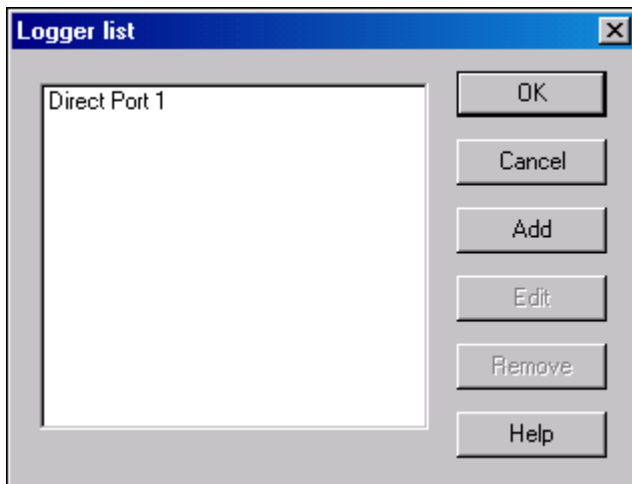 Logger list
Direct Port 1
OK
Cancel
Add
Edit
Remove
Help